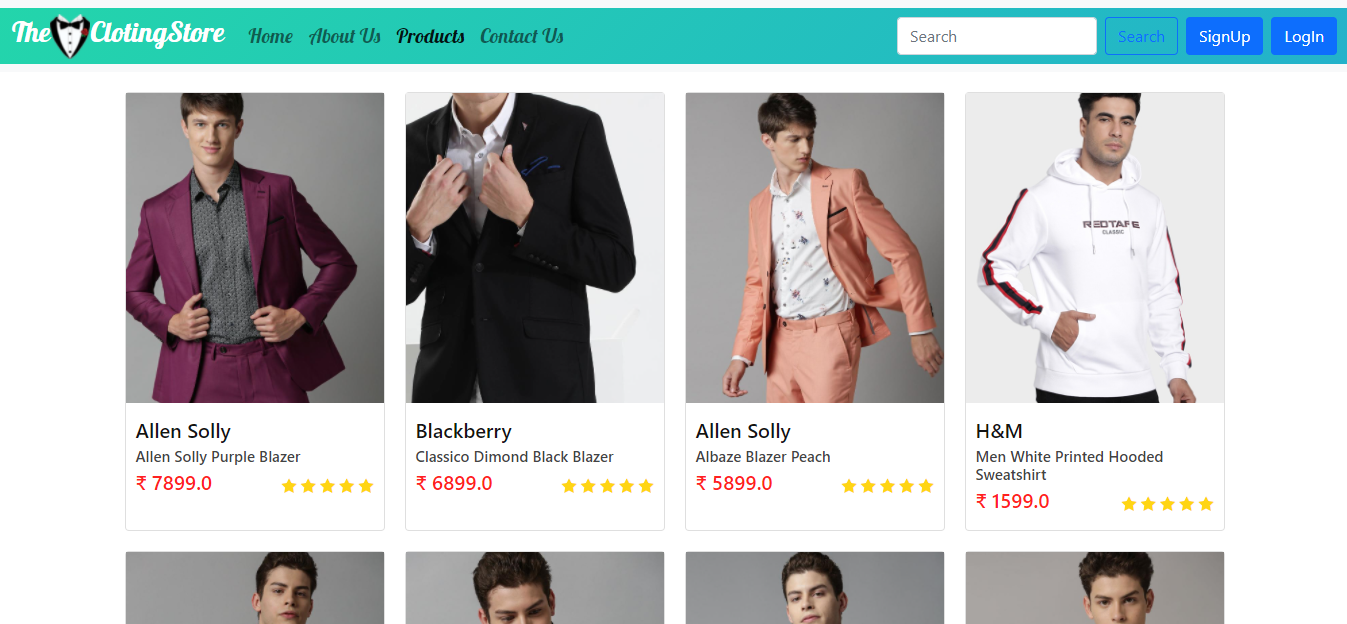 The ClotingStore Home About Us Products Contact Us Search Search SignUp LogIn
REDTAPE
CLASSIC
Allen Solly
Allen Solly Purple Blazer
₹ 7899.0
Blackberry
Classico Dimond Black Blazer
₹ 6899.0
Allen Solly
Albaze Blazer Peach
₹ 5899.0
H&M
Men White Printed Hooded
Sweatshirt
₹ 1599.0